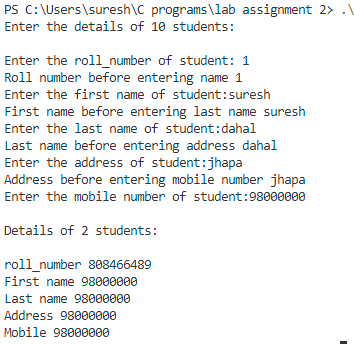 PS C:\Users\suresh\C programs\lab assignment 2> .\
Enter the details of 10 students:
Enter the roll_number of student: 1
Roll number before entering name 1
Enter the first name of student:suresh
First name before entering last name suresh
Enter the last name of student:dahal
Last name before entering address dahal
Enter the address of student:jhapa
Address before entering mobile number jhapa
Enter the mobile number of student:98000000
Details of 2 students:
roll_number 808466489
First name 98000000
Last name 98000000
Address 98000000
Mobile 98000000